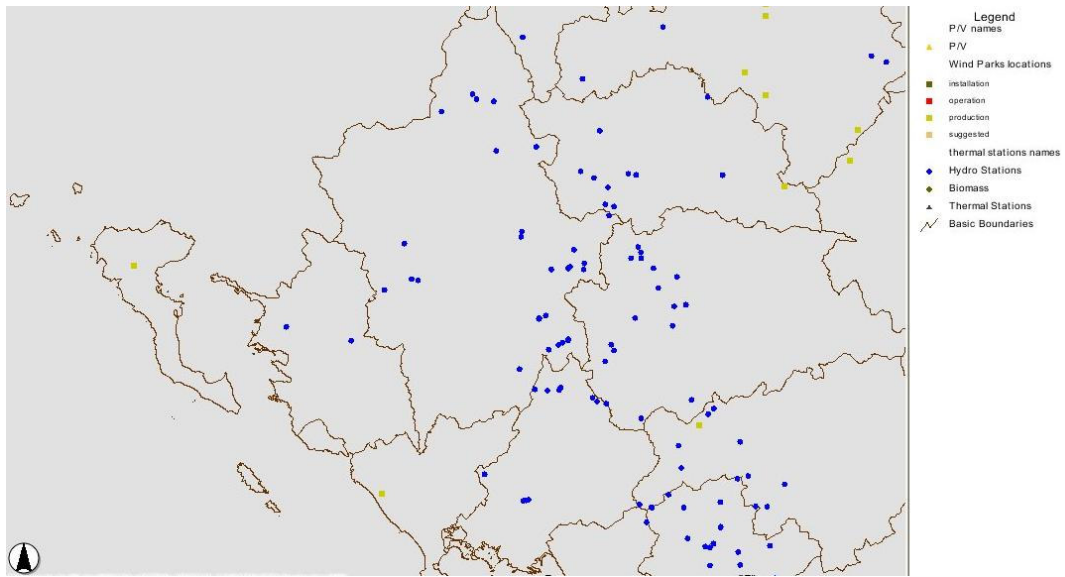 Legend
P/V names
P/V
Wind Parks locations
installation
operation
production
suggested
thermal stations names
Hydro Stations
Biomass
Thermal Stations
Basic Boundaries